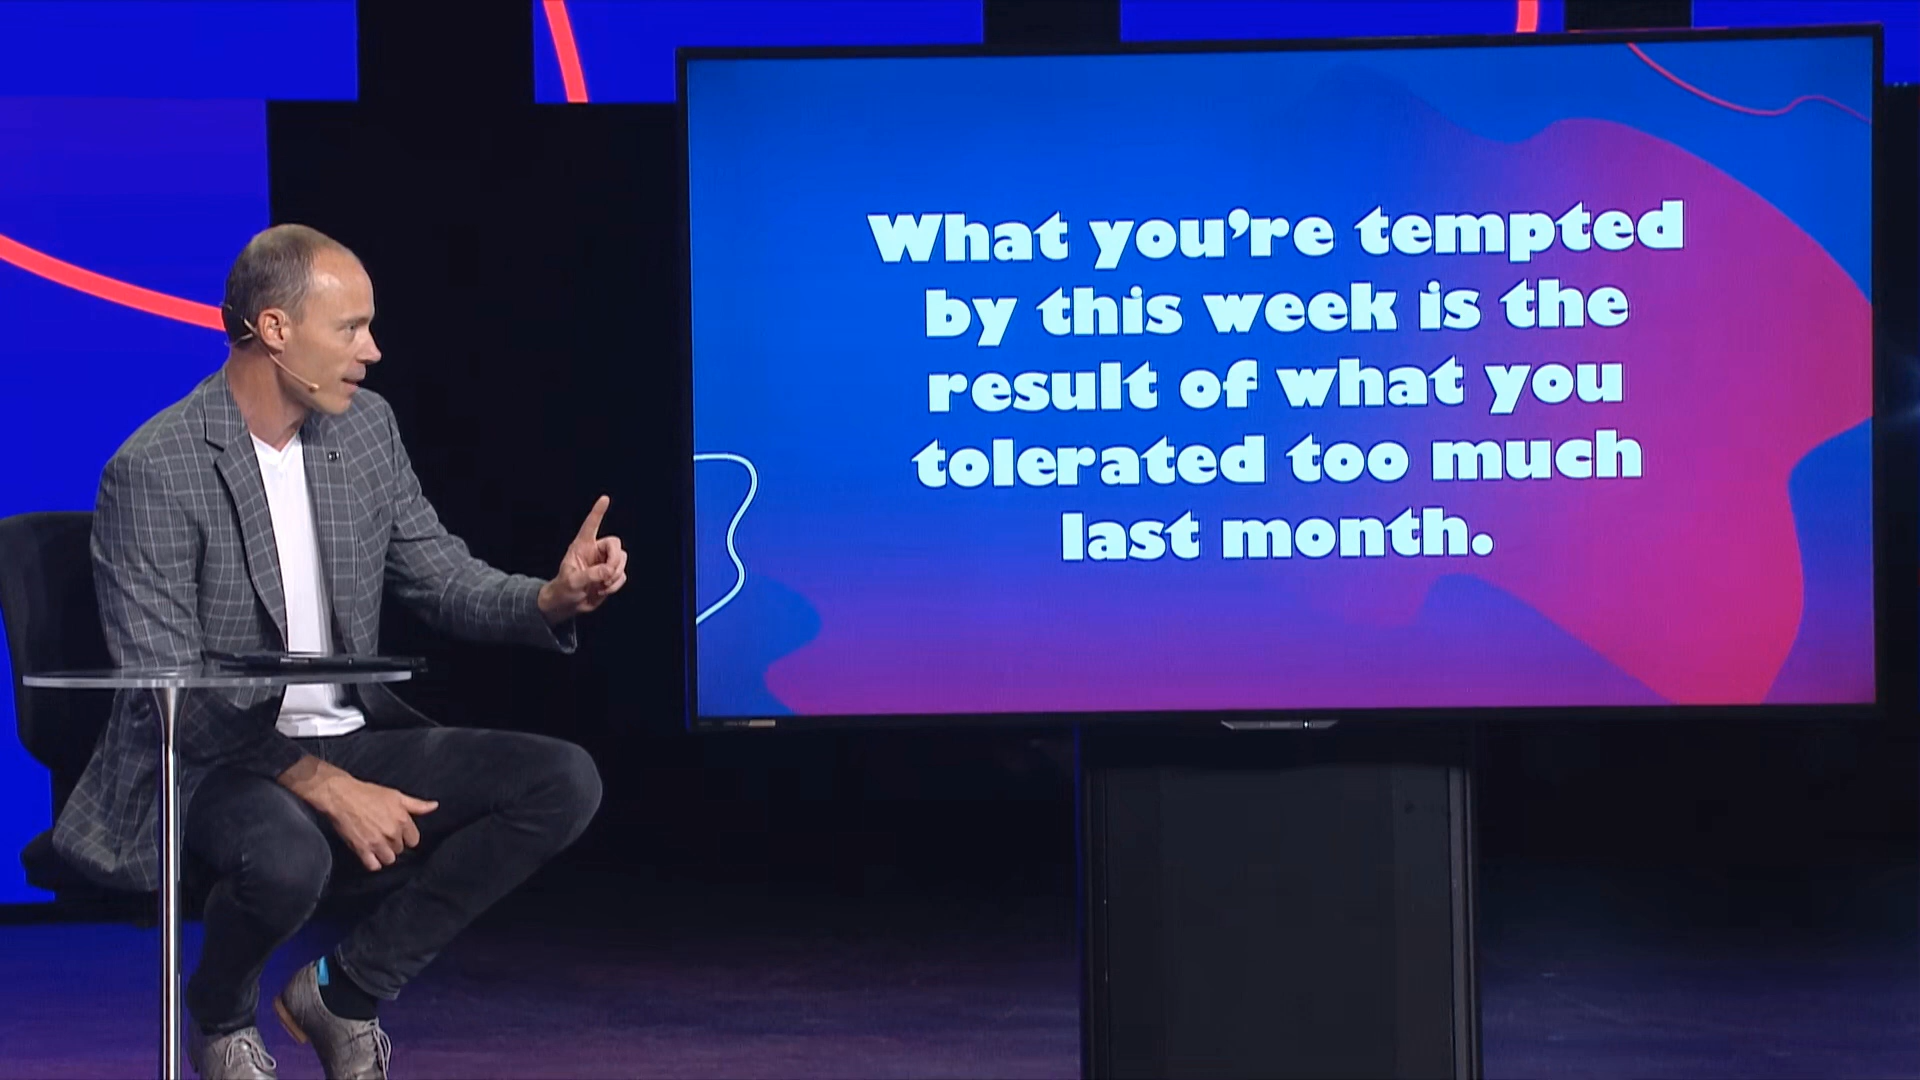 What you're tempted
by this week is the
result of what you
tolerated too much
last month.